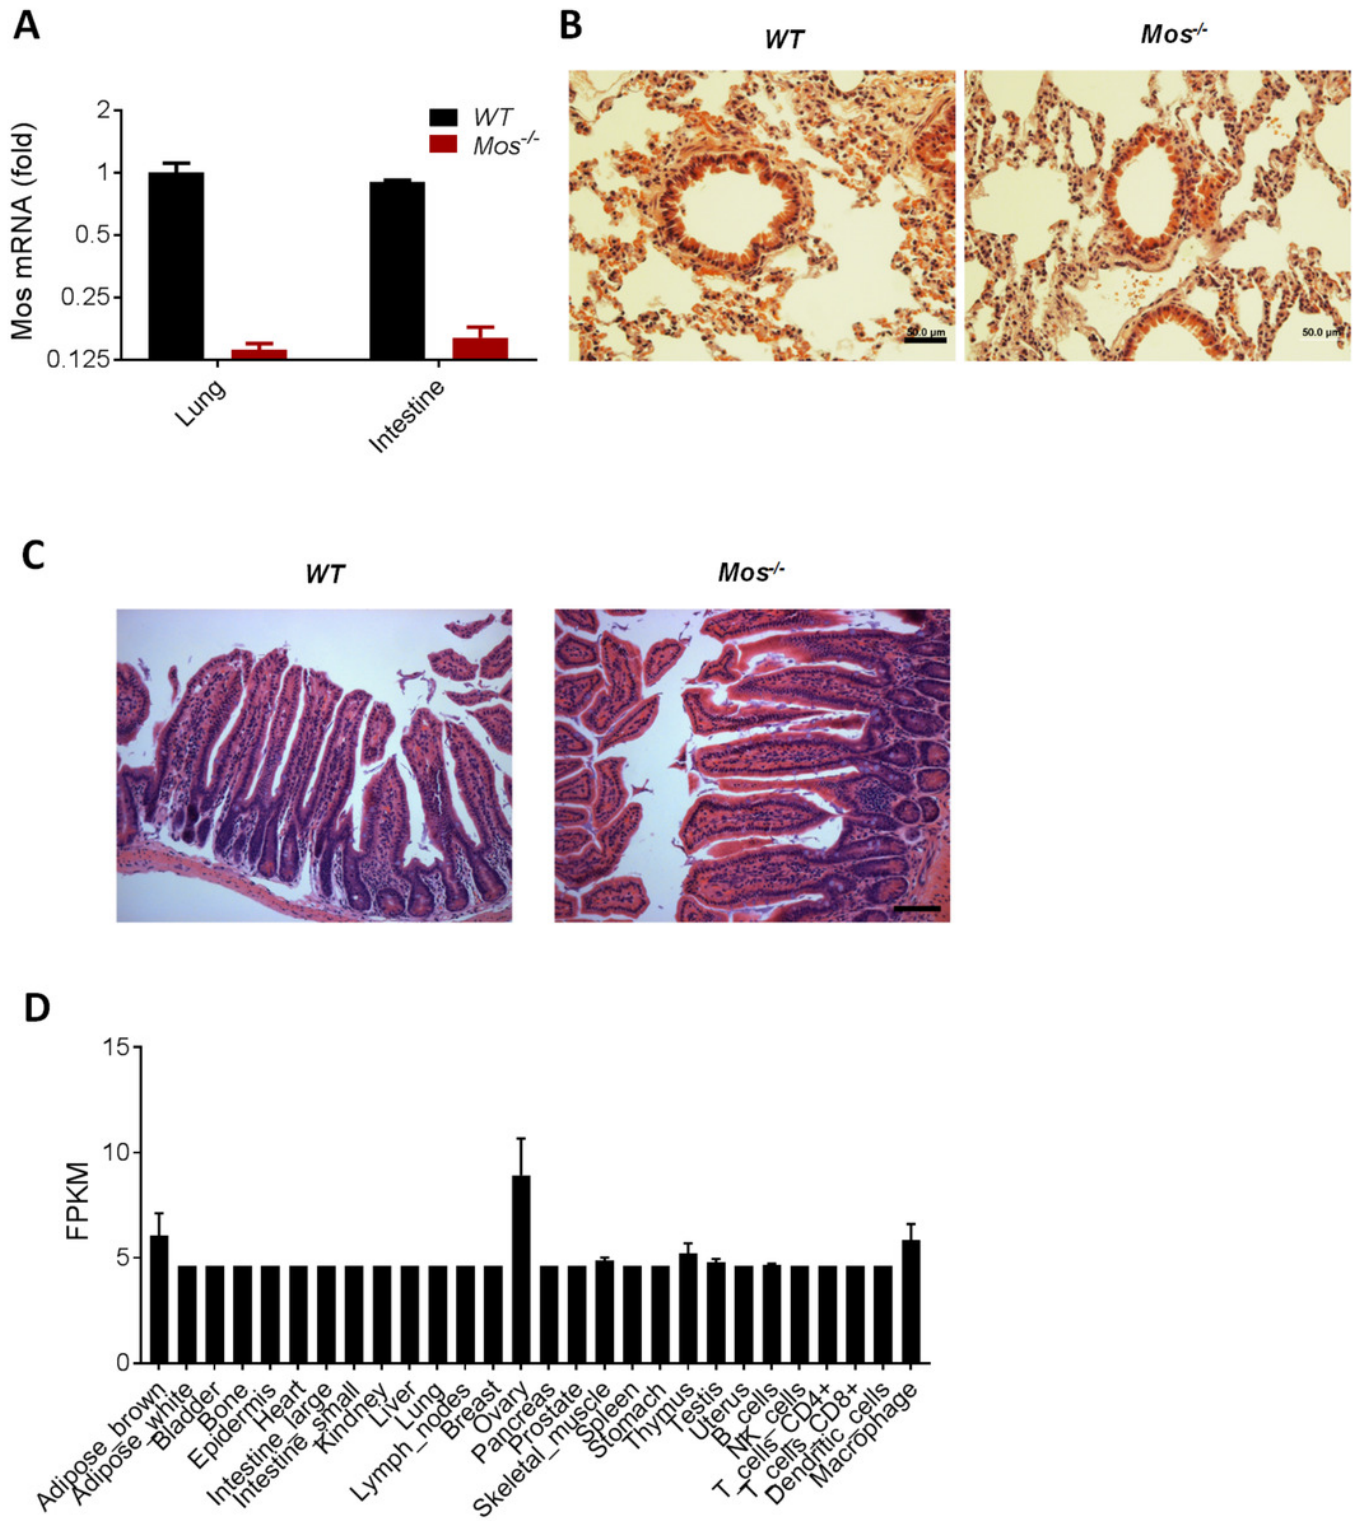 A
Mos mRNA (fold)
2
1
0.5
0.25
0.125
WT
Mos-/-
Lung
Intestine
B
WT
Mos-/-
50.0 µm
50.0 µm
C
WT
Mos-/-
D
FPKM
15
10
5
0
Adipose_brown
Adipose_white
Bladder
Bone
Epidermis
Heart
Intestine_large
Intestine_small
Kindney
Liver
Lung
Lymph_nodes
Breast
Ovary
Pancreas
Prostate
Skeletal_muscle
Spleen
Stomach
Thymus
Testis
Uterus
B_cells
NK_cells
T_cells_CD4+
T_cells_CD8+
Dendritic_cells
Macrophage